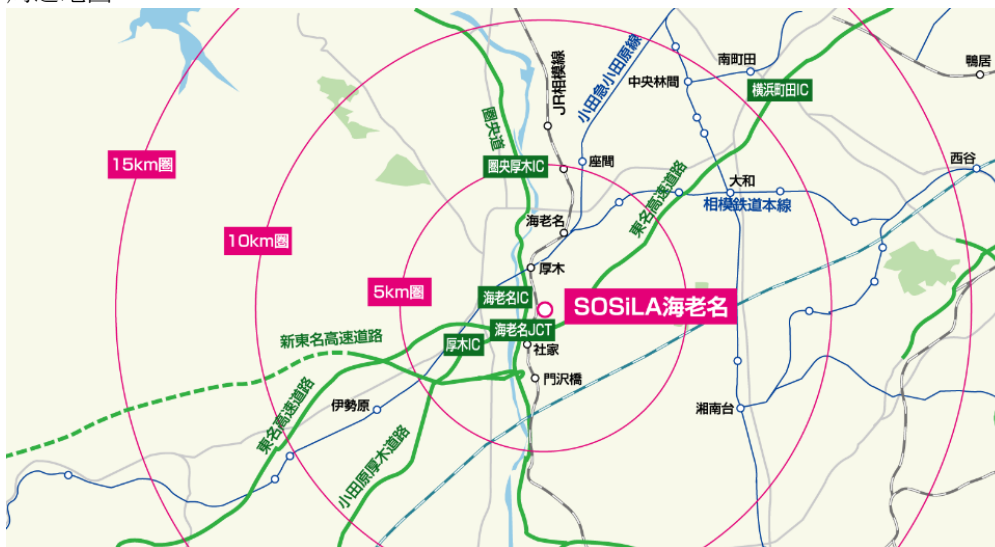 南町田
鴨居
中央林間
横浜町田IC
小田急小田原線
JR相模線
圏央道
15km圏
圏央厚木IC
座間
西谷
東名高速道路
大和
相模鉄道本線
10km圏
海老名
厚木
5km圏
海老名IC
SOSiLA海老名
海老名JCT
新東名高速道路
厚木IC
社家
門沢橋
伊勢原
湘南台
東名高速道路
小田原厚木道路